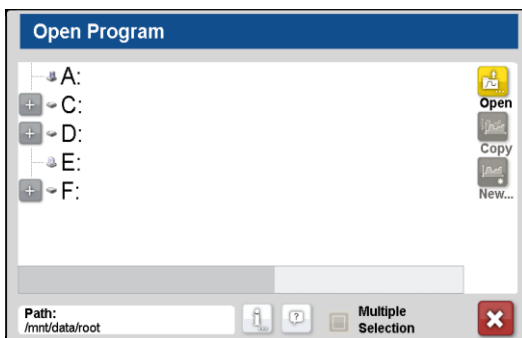 Open Program
A:
C:
D:
E:
F:
Open
Copy
New...
Path:
/mnt/data/root
Multiple
Selection